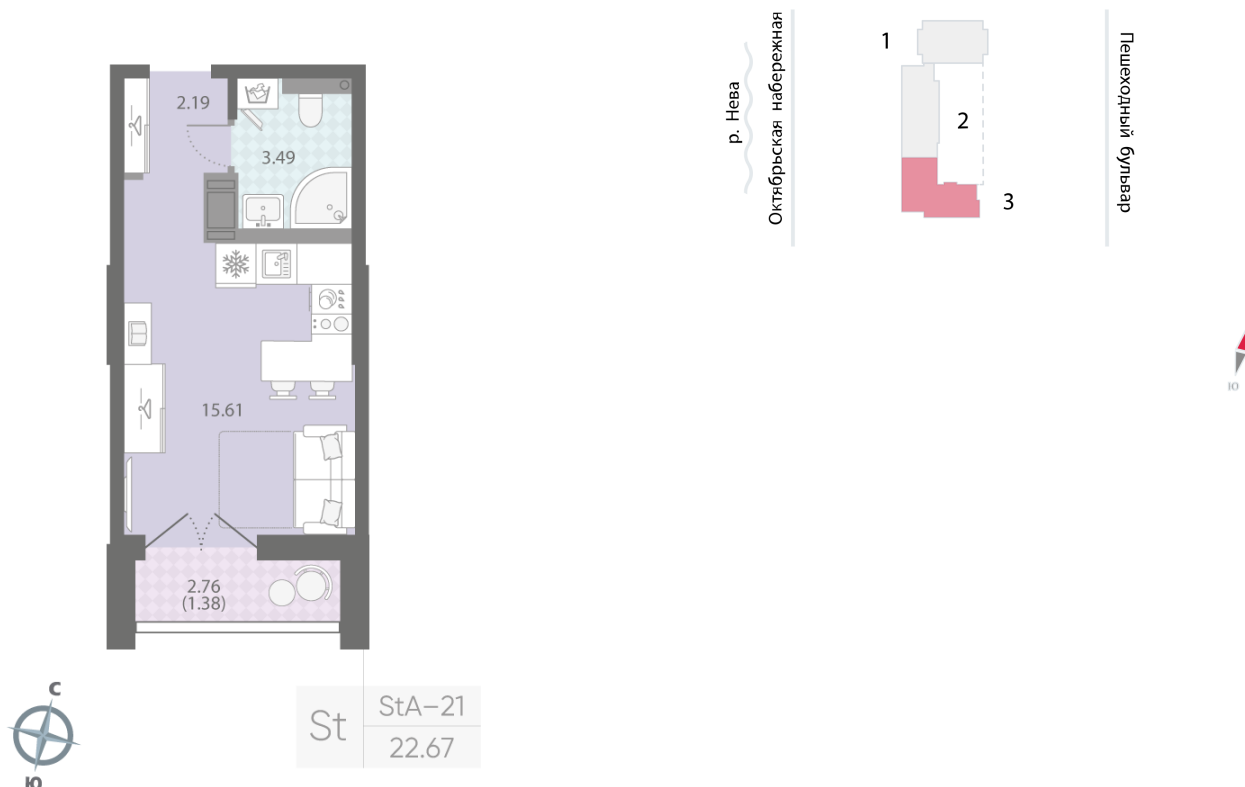 2.19
3.49
15.61
2.76
(1.38)
С
Ю
St
StA–21
22.67
р. Нева
Октябрьская набережная
1
2
3
Пешеходный бульвар
Ю